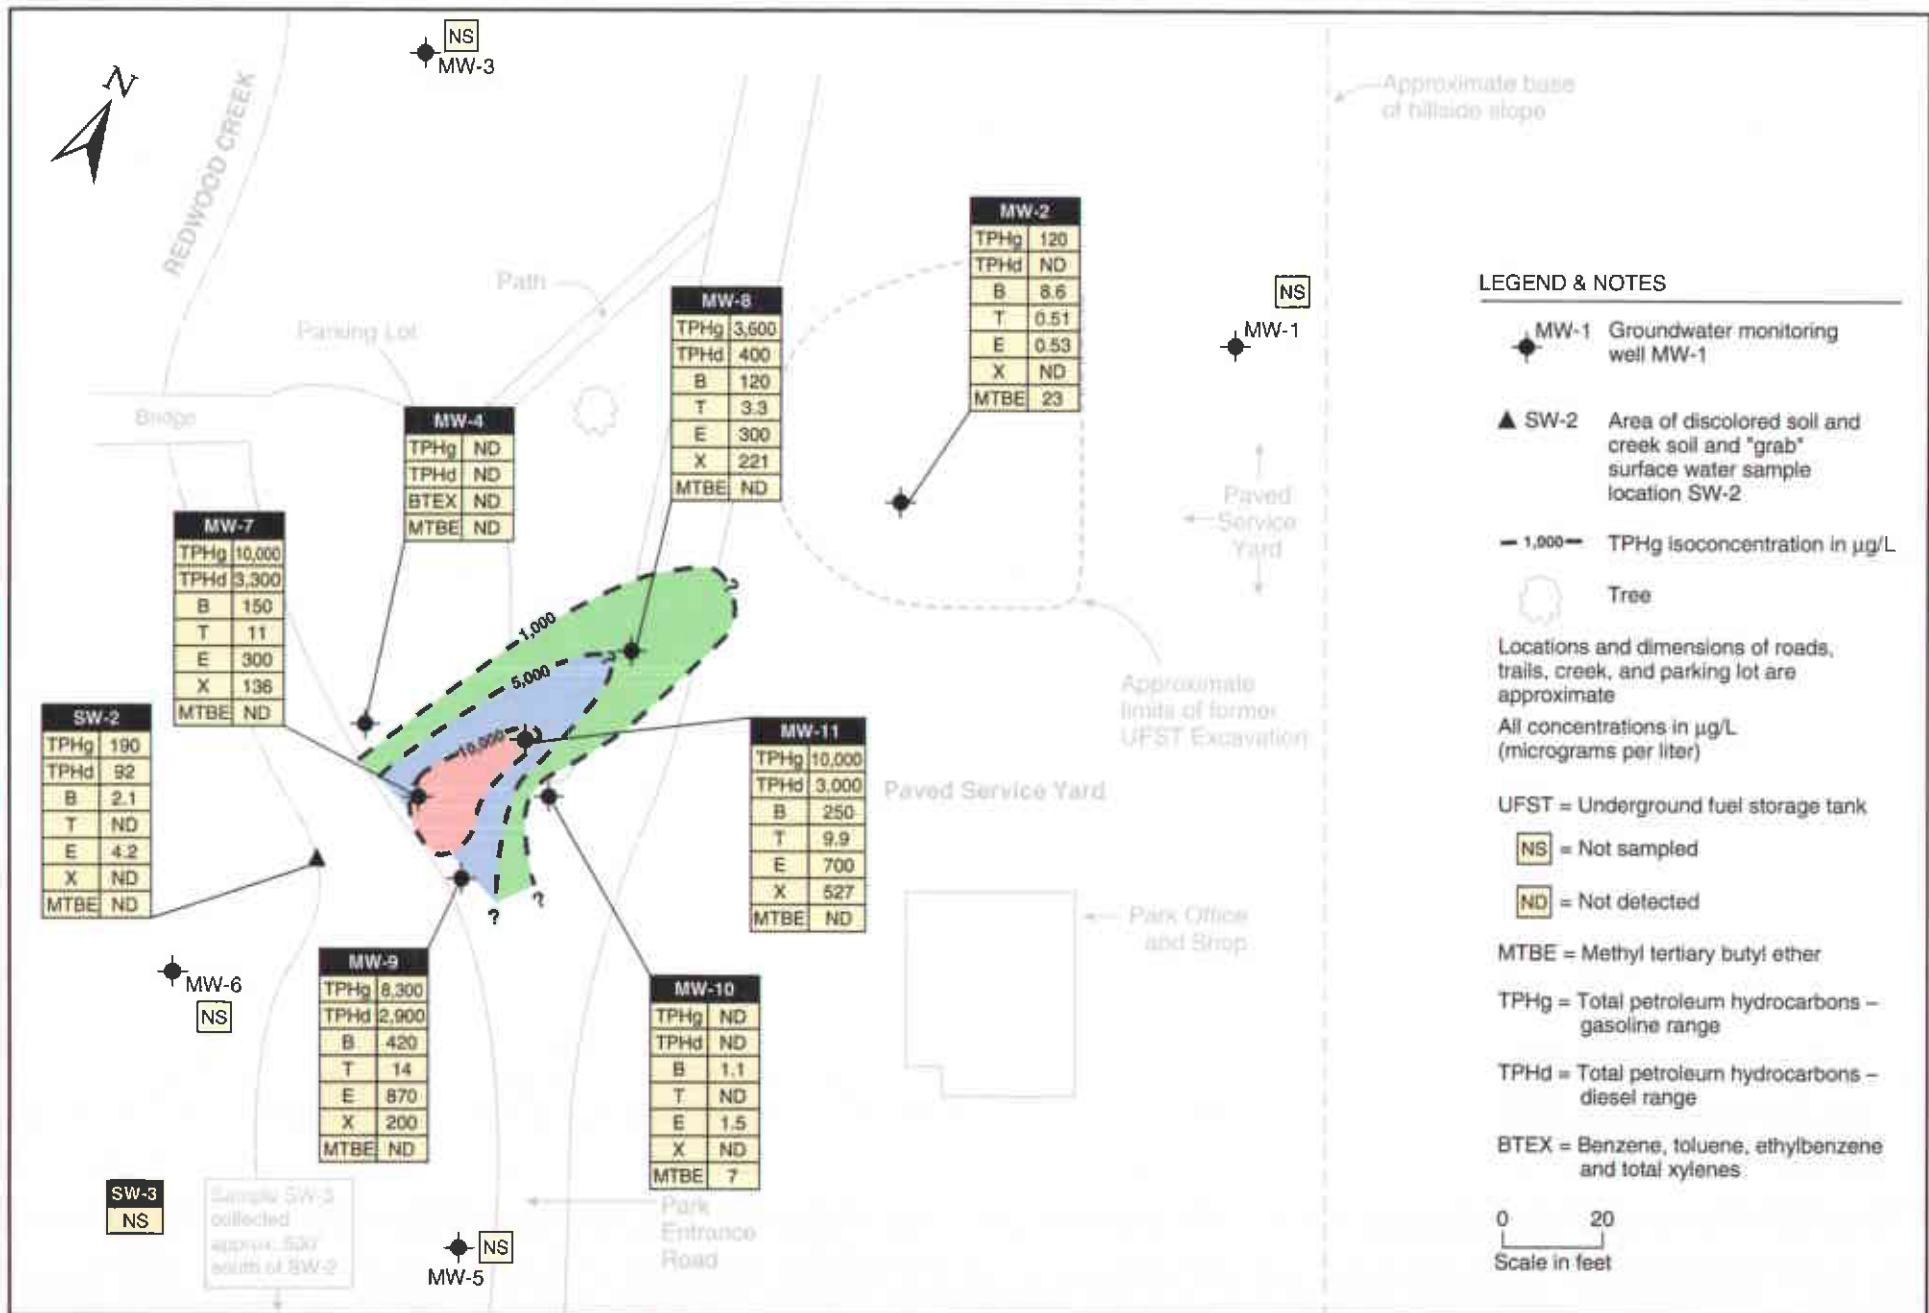 N
REDWOOD CREEK
NS
MW-3
Approximate base
of hillside slope
Path
Parking Lot
Bridge
MW-2
TPHg 120
TPHd ND
B 8.6
T 0.51
E 0.53
X ND
MTBE 23
NS
MW-1
MW-8
TPHg 3,600
TPHd 400
B 120
T 3.3
E 300
X 221
MTBE ND
MW-4
TPHg ND
TPHd ND
BTEX ND
MTBE ND
Paved
Service
Yard
MW-7
TPHg 10,000
TPHd 3,300
B 150
T 11
E 300
X 136
MTBE ND
1,000
?
5,000
?
10,000
?
Approximate
limits of former
UFST Excavation
SW-2
TPHg 190
TPHd 92
B 2.1
T ND
E 4.2
X ND
MTBE ND
MW-11
TPHg 10,000
TPHd 3,000
B 250
T 9.9
E 700
X 527
MTBE ND
Paved Service Yard
?
?
Park Office
and Shop
MW-6
NS
MW-9
TPHg 8,300
TPHd 2,900
B 420
T 14
E 870
X 200
MTBE ND
MW-10
TPHg ND
TPHd ND
B 1.1
T ND
E 1.5
X ND
MTBE 7
SW-3
NS
Sample SW-3
collected
approx. 500'
south of SW-2
NS
MW-5
Park
Entrance
Road
LEGEND & NOTES
MW-1 Groundwater monitoring
well MW-1
SW-2 Area of discolored soil and
creek soil and "grab"
surface water sample
location SW-2
1,000 TPHg isoconcentration in µg/L
Tree
Locations and dimensions of roads,
trails, creek, and parking lot are
approximate
All concentrations in µg/L
(micrograms per liter)
UFST = Underground fuel storage tank
NS = Not sampled
ND = Not detected
MTBE = Methyl tertiary butyl ether
TPHg = Total petroleum hydrocarbons –
gasoline range
TPHd = Total petroleum hydrocarbons –
diesel range
BTEX = Benzene, toluene, ethylbenzene
and total xylenes
0 20
Scale in feet